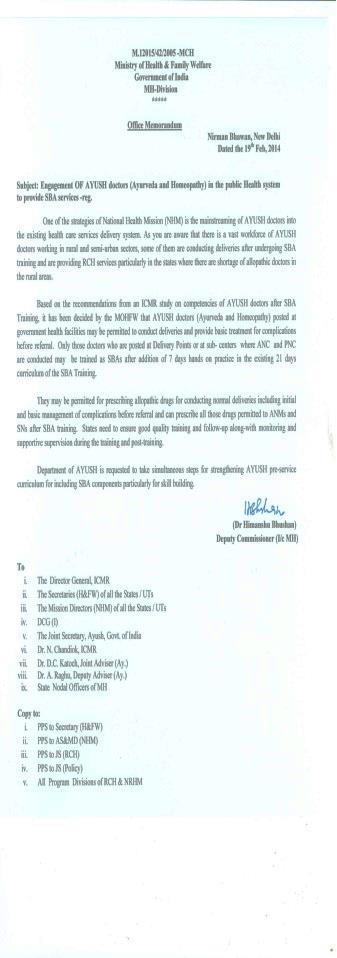 M.12015/42/2005 -MCH
Ministry of Health & Family Welfare
Government of India
MH-Division
*****
Office Memorandum
Nirman Bhawan, New Delhi
Dated the 19th Feb, 2014
Subject: Engagement OF AYUSH doctors (Ayurveda and Homeopathy) in the public Health system
to provide SBA services -reg.
One of the strategies of National Health Mission (NHM) is the mainstreaming of AYUSH doctors into
the existing health care services delivery system. As you are aware that there is a vast workforce of AYUSH
doctors working in rural and semi-urban sectors, some of them are conducting deliveries after undergoing SBA
training and are providing RCH services particularly in the states where there are shortage of allopathic doctors in
the rural areas.
Based on the recommendations from an ICMR study on competencies of AYUSH doctors after SBA
Training, it has been decided by the MOHFW that AYUSH doctors (Ayurveda and Homeopathy) posted at
government health facilities may be permitted to conduct deliveries and provide basic treatment for complications
before referral. Only those doctors who are posted at Delivery Points or at sub- centers where ANC and PNC
are conducted may be trained as SBAs after addition of 7 days hands on practice in the existing 21 days
curriculum of the SBA Training.
They may be permitted for prescribing allopathic drugs for conducting normal deliveries including initial
and basic management of complications before referral and can prescribe all those drugs permitted to ANMs and
SNs after SBA training. States need to ensure good quality training and follow-up along-with monitoring and
supportive supervision during the training and post-training.
Department of AYUSH is requested to take simultaneous steps for strengthening AYUSH pre-service
curriculum for including SBA components particularly for skill building.
(Dr Himanshu Bhushan)
Deputy Commissioner (I/c MH)
To
i. The Director General, ICMR
ii. The Secretaries (H&FW) of all the States / UTs
iii. The Mission Directors (NHM) of all the States / UTs
iv. DCG (I)
v. The Joint Secretary, Ayush, Govt. of India
vi. Dr. N. Chandiok, ICMR
vii. Dr. D.C. Katoch, Joint Adviser (Ay.)
viii. Dr. A. Raghu, Deputy Adviser (Ay.)
ix. State Nodal Officers of MH
Copy to:
i. PPS to Secretary (H&FW)
ii. PPS to AS&MD (NHM)
iii. PPS to JS (RCH)
iv. PPS to JS (Policy)
v. All Program Divisions of RCH & NRHM